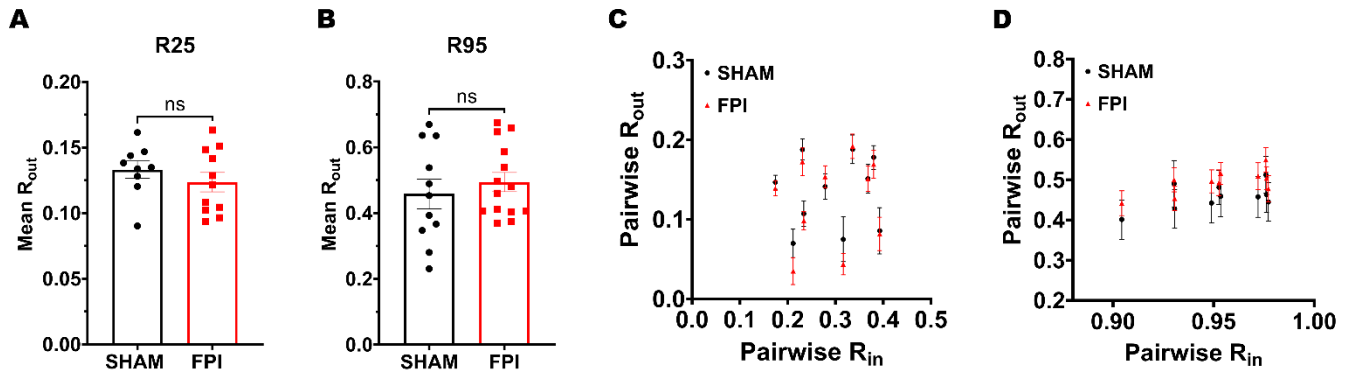 A
R25
Mean Rout
0.20
0.15
0.10
0.05
0.00
ns
SHAM
FPI
B
R95
Mean Rout
0.8
0.6
0.4
0.2
0.0
ns
SHAM
FPI
C
Pairwise Rout
0.3
0.2
0.1
0.0
SHAM
FPI
0.0 0.1 0.2 0.3 0.4 0.5
Pairwise Rin
D
Pairwise Rout
0.8
0.7
0.6
0.5
0.4
0.3
0.2
SHAM
FPI
0.90 0.95 1.00
Pairwise Rin